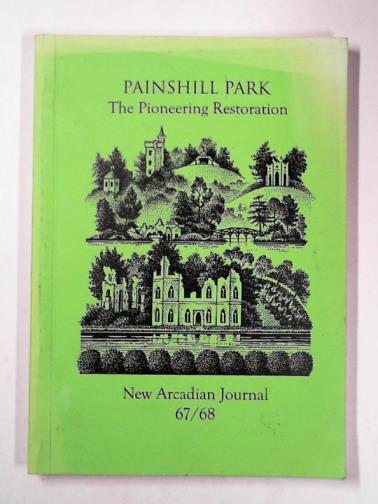 PAINSHILL PARK
The Pioneering Restoration
New Arcadian Journal
67/68